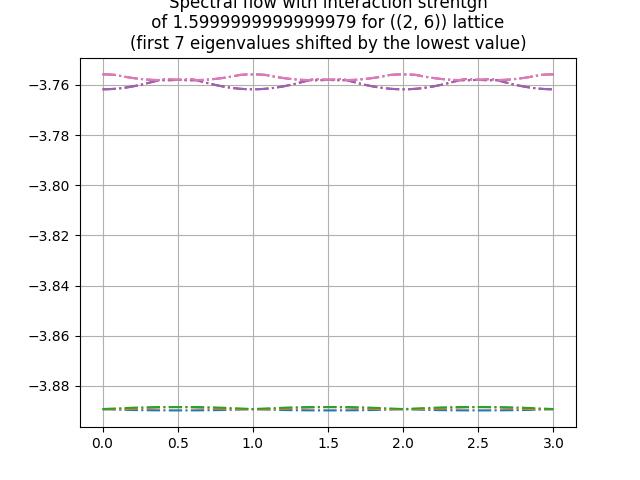 Spectral flow with interaction strength
of 1.5999999999999979 for ((2, 6)) lattice
(first 7 eigenvalues shifted by the lowest value)
−3.76
−3.78
−3.80
−3.82
−3.84
−3.86
−3.88
0.0 0.5 1.0 1.5 2.0 2.5 3.0